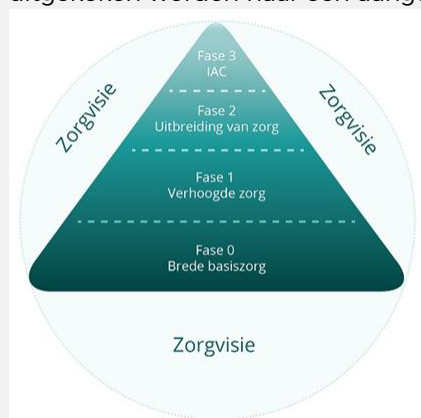 Fase 3
IAC
Zorgvisie
Zorgvisie
Fase 2
Uitbreiding van zorg
Fase 1
Verhoogde zorg
Fase 0
Brede basiszorg
Zorgvisie